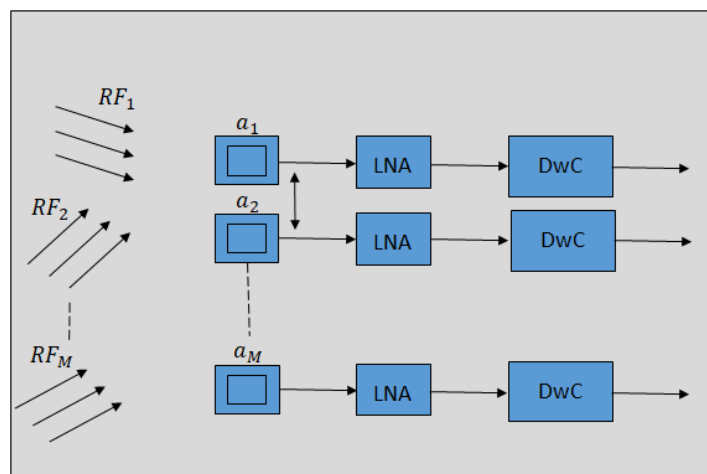 RF₁
a₁
LNA
DwC
RF₂
a₂
LNA
DwC
RF_M
a_M
LNA
DwC